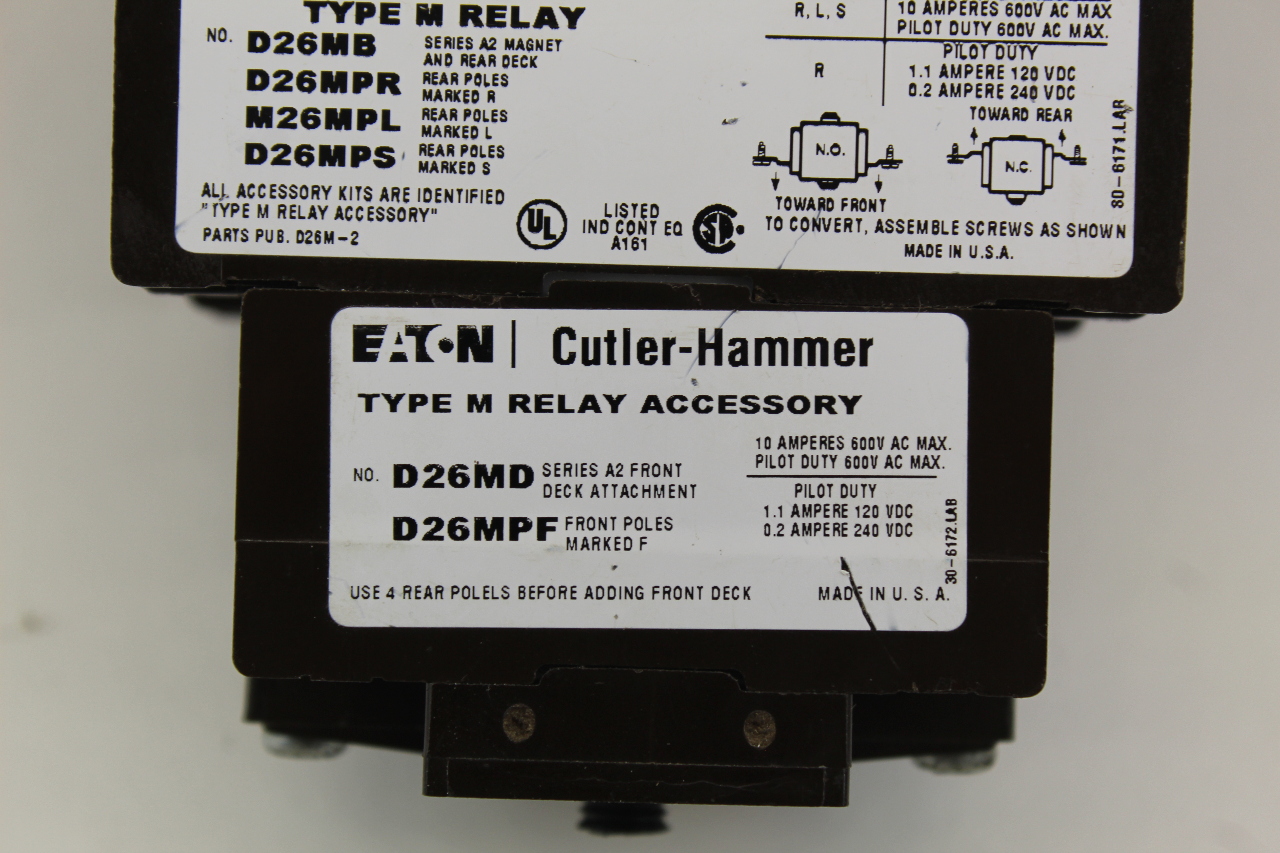 TYPE M RELAY
NO. D26MB SERIES A2 MAGNET
AND REAR DECK
D26MPR REAR POLES
MARKED R
M26MPL REAR POLES
MARKED L
D26MPS REAR POLES
MARKED S
ALL ACCESSORY KITS ARE IDENTIFIED
"TYPE M RELAY ACCESSORY"
PARTS PUB. D26M-2
UL
LISTED
IND CONT EQ
A161
R, L, S
10 AMPERES 600V AC MAX
PILOT DUTY 600V AC MAX.
R
PILOT DUTY
1.1 AMPERE 120 VDC
0.2 AMPERE 240 VDC
TOWARD REAR
N.O.
N.C.
TOWARD FRONT
TO CONVERT, ASSEMBLE SCREWS AS SHOWN
MADE IN U.S.A.
80-6171.LAR
EATON | Cutler-Hammer
TYPE M RELAY ACCESSORY
NO. D26MD SERIES A2 FRONT
DECK ATTACHMENT
D26MPF FRONT POLES
MARKED F
10 AMPERES 600V AC MAX.
PILOT DUTY 600V AC MAX.
PILOT DUTY
1.1 AMPERE 120 VDC
0.2 AMPERE 240 VDC
30-6172.LAB
USE 4 REAR POLELS BEFORE ADDING FRONT DECK
MADE IN U. S. A.